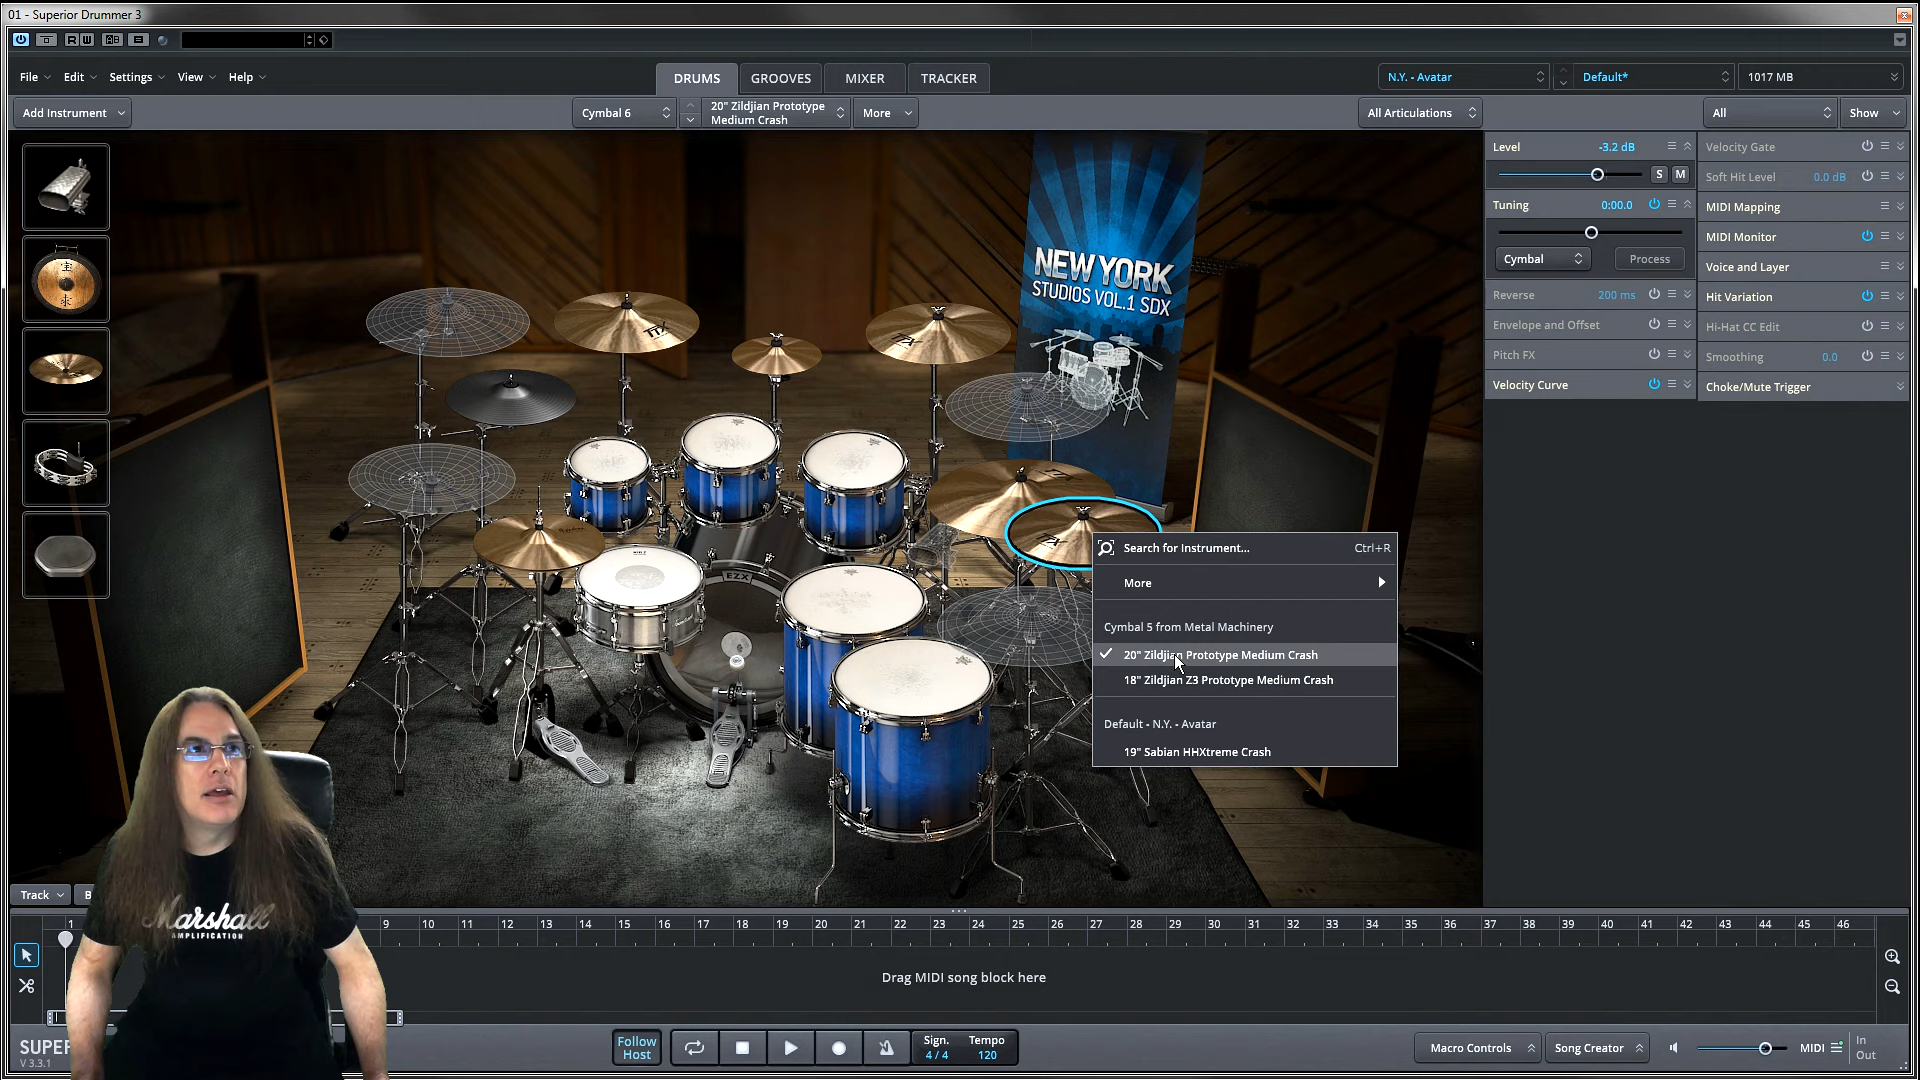 01 - Superior Drummer 3
R W
File
Edit
Settings
View
Help
DRUMS
GROOVES
MIXER
TRACKER
N.Y. - Avatar
Default*
1017 MB
Add Instrument
Cymbal 6
20" Zildjian Prototype
Medium Crash
More
All Articulations
All
Show
Level
-3.2 dB
S
M
Tuning
0:00.0
Cymbal
Process
Reverse
200 ms
Envelope and Offset
Pitch FX
Velocity Curve
Velocity Gate
Soft Hit Level
0.0 dB
MIDI Mapping
MIDI Monitor
Voice and Layer
Hit Variation
Hi-Hat CC Edit
Smoothing
0.0
Choke/Mute Trigger
NEW YORK
STUDIOS VOL.1 SDX
EZX
Search for Instrument...
Ctrl+R
More
Cymbal 5 from Metal Machinery
20" Zildjian Prototype Medium Crash
18" Zildjian Z3 Prototype Medium Crash
Default - N.Y. - Avatar
19" Sabian HHXtreme Crash
Track
B
1 9 10 11 12 13 14 15 16 17 18 19 20 21 22 23 24 25 26 27 28 29 30 31 32 33 34 35 36 37 38 39 40 41 42 43 44 45 46
Drag MIDI song block here
Marshall
AMPLIFICATION
SUPER
V 3.3.1
Follow
Host
Sign.
4 / 4
Tempo
120
Macro Controls
Song Creator
MIDI
In
Out